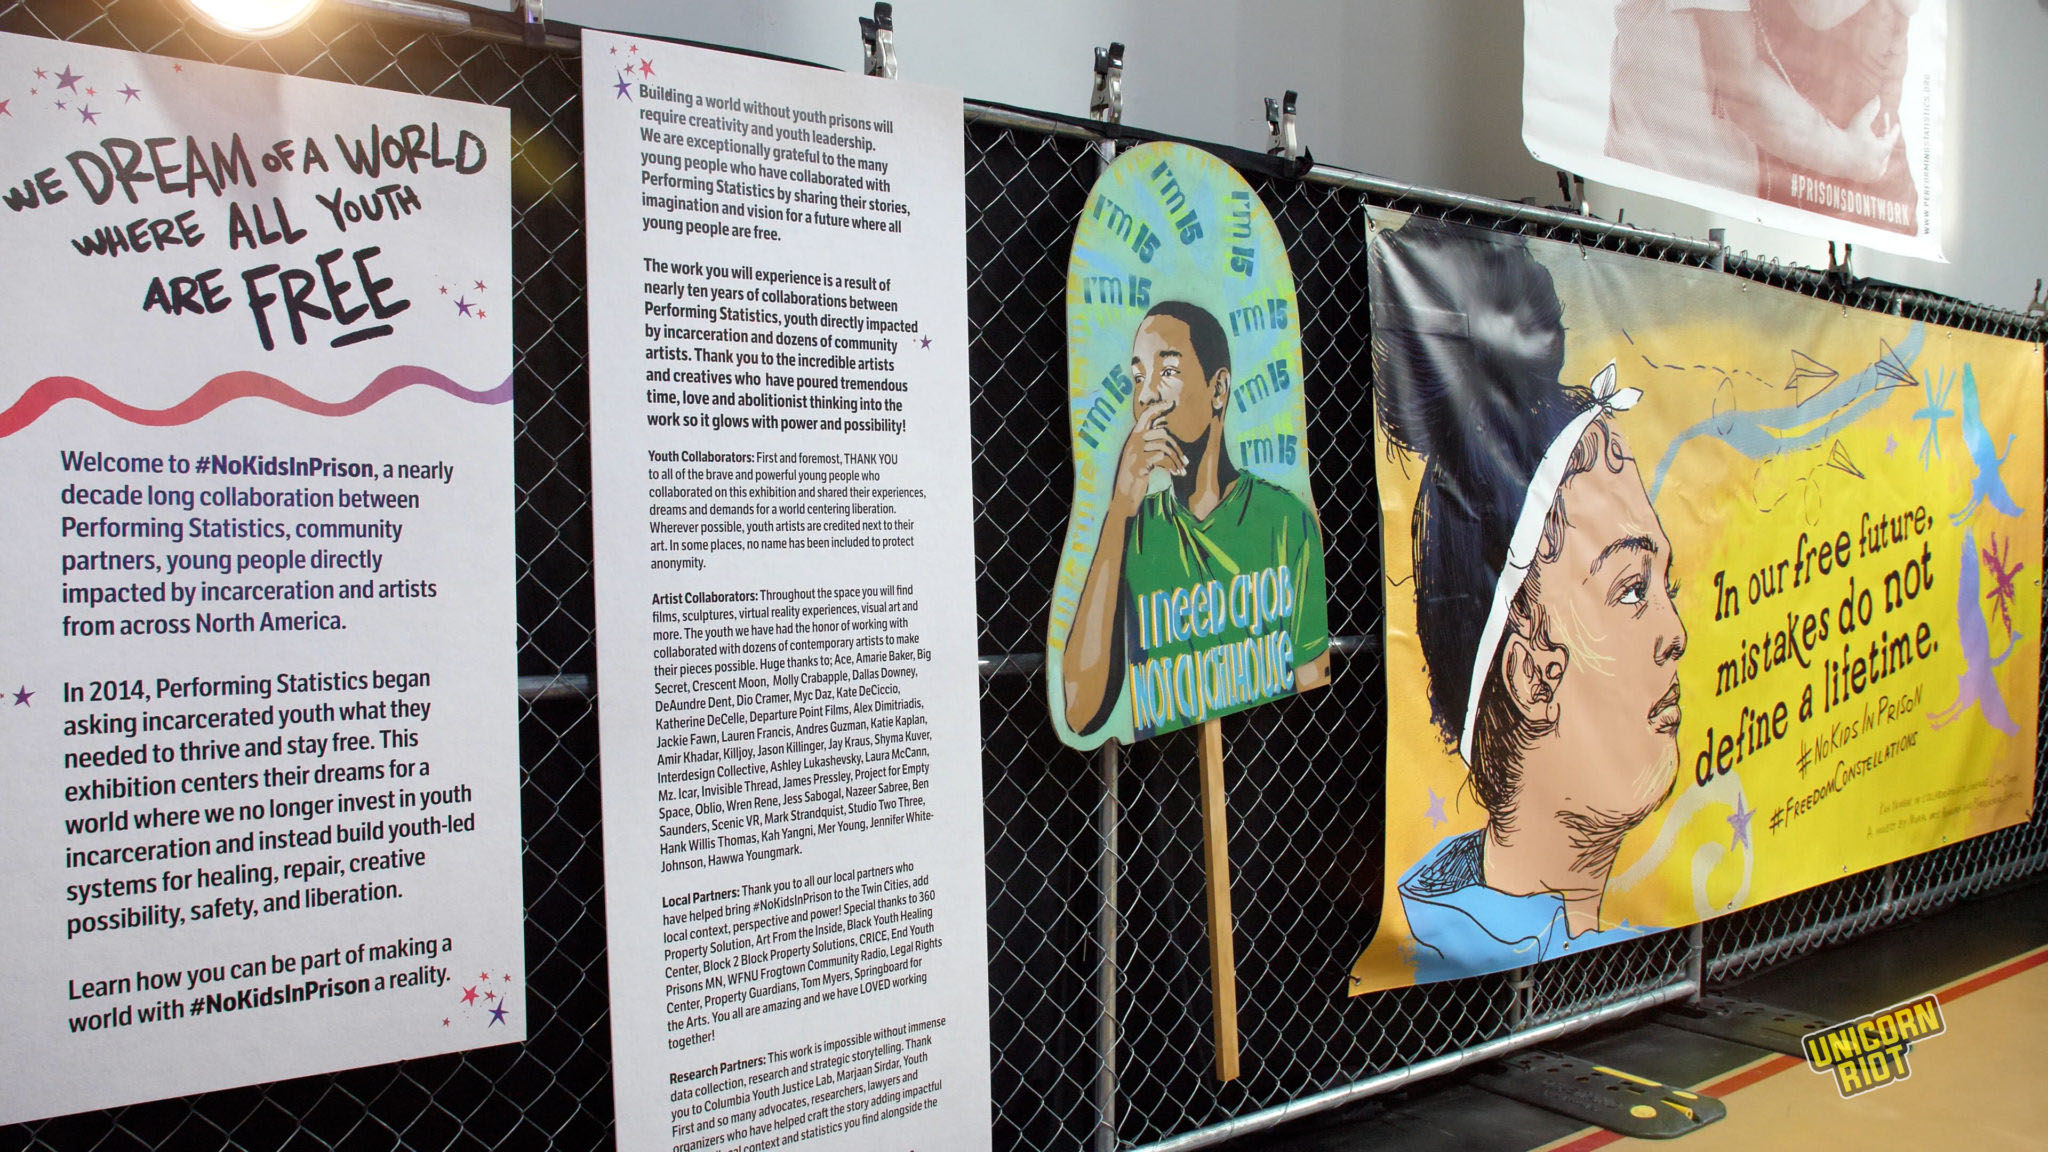 WE DREAM OF A WORLD
WHERE ALL YOUTH
ARE FREE
Welcome to #NoKidsInPrison, a nearly
decade long collaboration between
Performing Statistics, community
partners, young people directly
impacted by incarceration and artists
from across North America.
In 2014, Performing Statistics began
asking incarcerated youth what they
needed to thrive and stay free. This
exhibition centers their dreams for a
world where we no longer invest in youth
incarceration and instead build youth-led
systems for healing, repair, creative
possibility, safety, and liberation.
Learn how you can be part of making a
world with #NoKidsInPrison a reality.
Building a world without youth prisons will
require creativity and youth leadership.
We are exceptionally grateful to the many
young people who have collaborated with
Performing Statistics by sharing their stories,
imagination and vision for a future where all
young people are free.
The work you will experience is a result of
nearly ten years of collaborations between
Performing Statistics, youth directly impacted
by incarceration and dozens of community
artists. Thank you to the incredible artists
and creatives who have poured tremendous
time, love and abolitionist thinking into the
work so it glows with power and possibility!
Youth Collaborators: First and foremost, THANK YOU
to all of the brave and powerful young people who
collaborated on this exhibition and shared their experiences,
dreams and demands for a world centering liberation.
Wherever possible, youth artists are credited next to their
art. In some places, no name has been included to protect
anonymity.
Artist Collaborators: Throughout the space you will find
films, sculptures, virtual reality experiences, visual art and
more. The youth we have had the honor of working with
collaborated with dozens of contemporary artists to make
their pieces possible. Huge thanks to; Ace, Amarie Baker, Big
Secret, Crescent Moon, Molly Crabapple, Dallas Downey,
DeAundre Dent, Dio Cramer, Myc Daz, Kate DeCiccio,
Katherine DeCelle, Departure Point Films, Alex Dimitriadis,
Jackie Fawn, Lauren Francis, Andres Guzman, Katie Kaplan,
Amir Khadar, Killjoy, Jason Killinger, Jay Kraus, Shyma Kuver,
Interdesign Collective, Ashley Lukashevsky, Laura McCann,
Mz. Icar, Invisible Thread, James Pressley, Project for Empty
Space, Oblio, Wren Rene, Jess Sabogal, Nazeer Sabree, Ben
Saunders, Scenic VR, Mark Strandquist, Studio Two Three,
Hank Willis Thomas, Kah Yangni, Mer Young, Jennifer White-
Johnson, Hawwa Youngmark.
Local Partners: Thank you to all our local partners who
have helped bring #NoKidsInPrison to the Twin Cities, add
local context, perspective and power! Special thanks to 360
Property Solution, Art From the Inside, Black Youth Healing
Center, Block 2 Block Property Solutions, CRICE, End Youth
Prisons MN, WFNU Frogtown Community Radio, Legal Rights
Center, Property Guardians, Tom Myers, Springboard for
the Arts. You all are amazing and we have LOVED working
together!
Research Partners: This work is impossible without immense
data collection, research and strategic storytelling. Thank
you to Columbia Youth Justice Lab, Marjaan Sirdar, Youth
First and so many advocates, researchers, lawyers and
organizers who have helped craft the story adding impactful
context and statistics you find alongside the
I'm 15
I'm 15
I'm 15
I'm 15
I'm 15
I'm 15
I'm 15
I'm 15
I NEED A JOB
NOT A JAIL HOUSE
#PRISONSDONTWORK
WWW.PERFORMINGSTATISTICS.ORG
In our free future,
mistakes do not
define a lifetime.
#NoKidsInPrison
#FreedomConstellations
UNICORN
RIOT